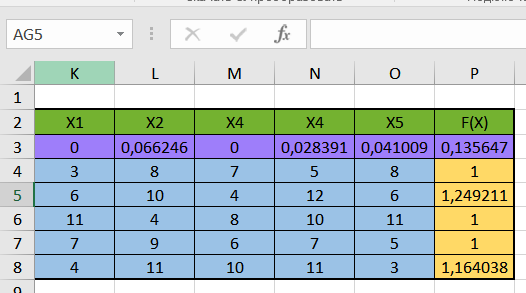 AG5 fx
K L M N O P
1
2 X1 X2 X4 X4 X5 F(X)
3 0 0,066246 0 0,028391 0,041009 0,135647
4 3 8 7 5 8 1
5 6 10 4 12 6 1,249211
6 11 4 8 10 11 1
7 7 9 6 7 5 1
8 4 11 10 11 3 1,164038